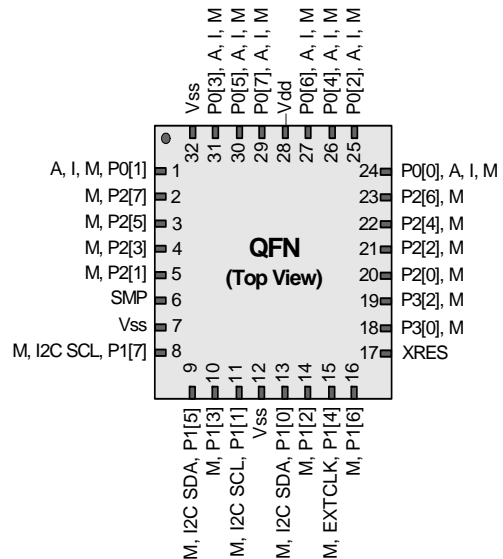 Vss
P0[3], A, I, M
P0[5], A, I, M
P0[7], A, I, M
Vdd
P0[6], A, I, M
P0[4], A, I, M
P0[2], A, I, M
32
31
30
29
28
27
26
25
A, I, M, P0[1]
1
M, P2[7]
2
M, P2[5]
3
M, P2[3]
4
M, P2[1]
5
SMP
6
Vss
7
M, I2C SCL, P1[7]
8
QFN
(Top View)
24
P0[0], A, I, M
23
P2[6], M
22
P2[4], M
21
P2[2], M
20
P2[0], M
19
P3[2], M
18
P3[0], M
17
XRES
9
10
11
12
13
14
15
16
M, I2C SDA, P1[5]
M, P1[3]
M, I2C SCL, P1[1]
Vss
M, I2C SDA, P1[0]
M, P1[2]
M, EXTCLK, P1[4]
M, P1[6]